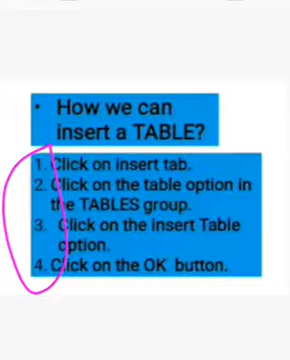 • How we can
insert a TABLE?
1. Click on insert tab.
2. Click on the table option in
the TABLES group.
3. Click on the Insert Table
option.
4. Click on the OK button.